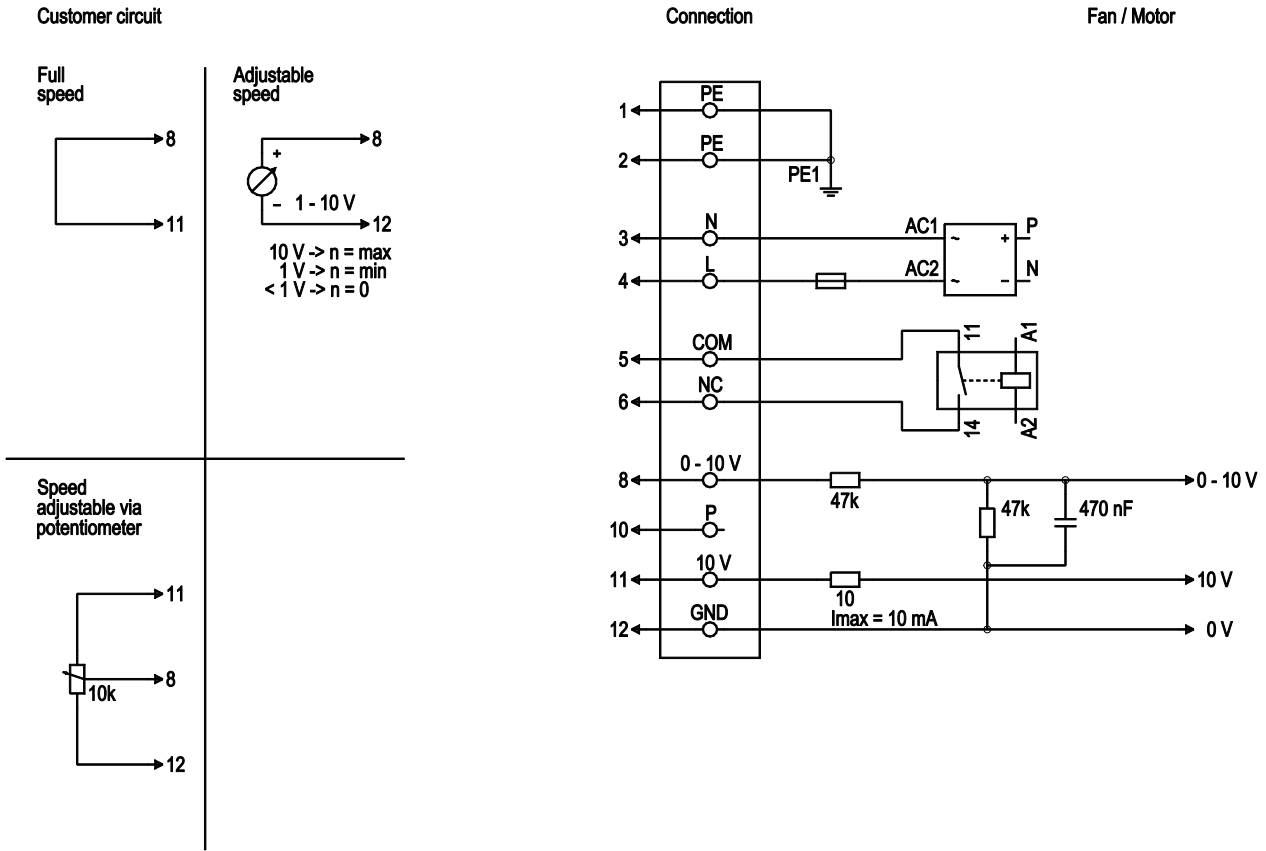 Customer circuit
Connection
Fan / Motor
Full
speed
8
11
Adjustable
speed
8
+
–
1 - 10 V
12
10 V -> n = max
1 V -> n = min
< 1 V -> n = 0
Speed
adjustable via
potentiometer
11
8
10k
12
1
PE
2
PE
PE1
3
N
AC1
~
+
P
4
L
AC2
~
–
N
5
COM
11
A1
6
NC
14
A2
8
0 - 10 V
47k
47k
470 nF
0 - 10 V
10
P
11
10 V
10
10 V
Imax = 10 mA
12
GND
0 V